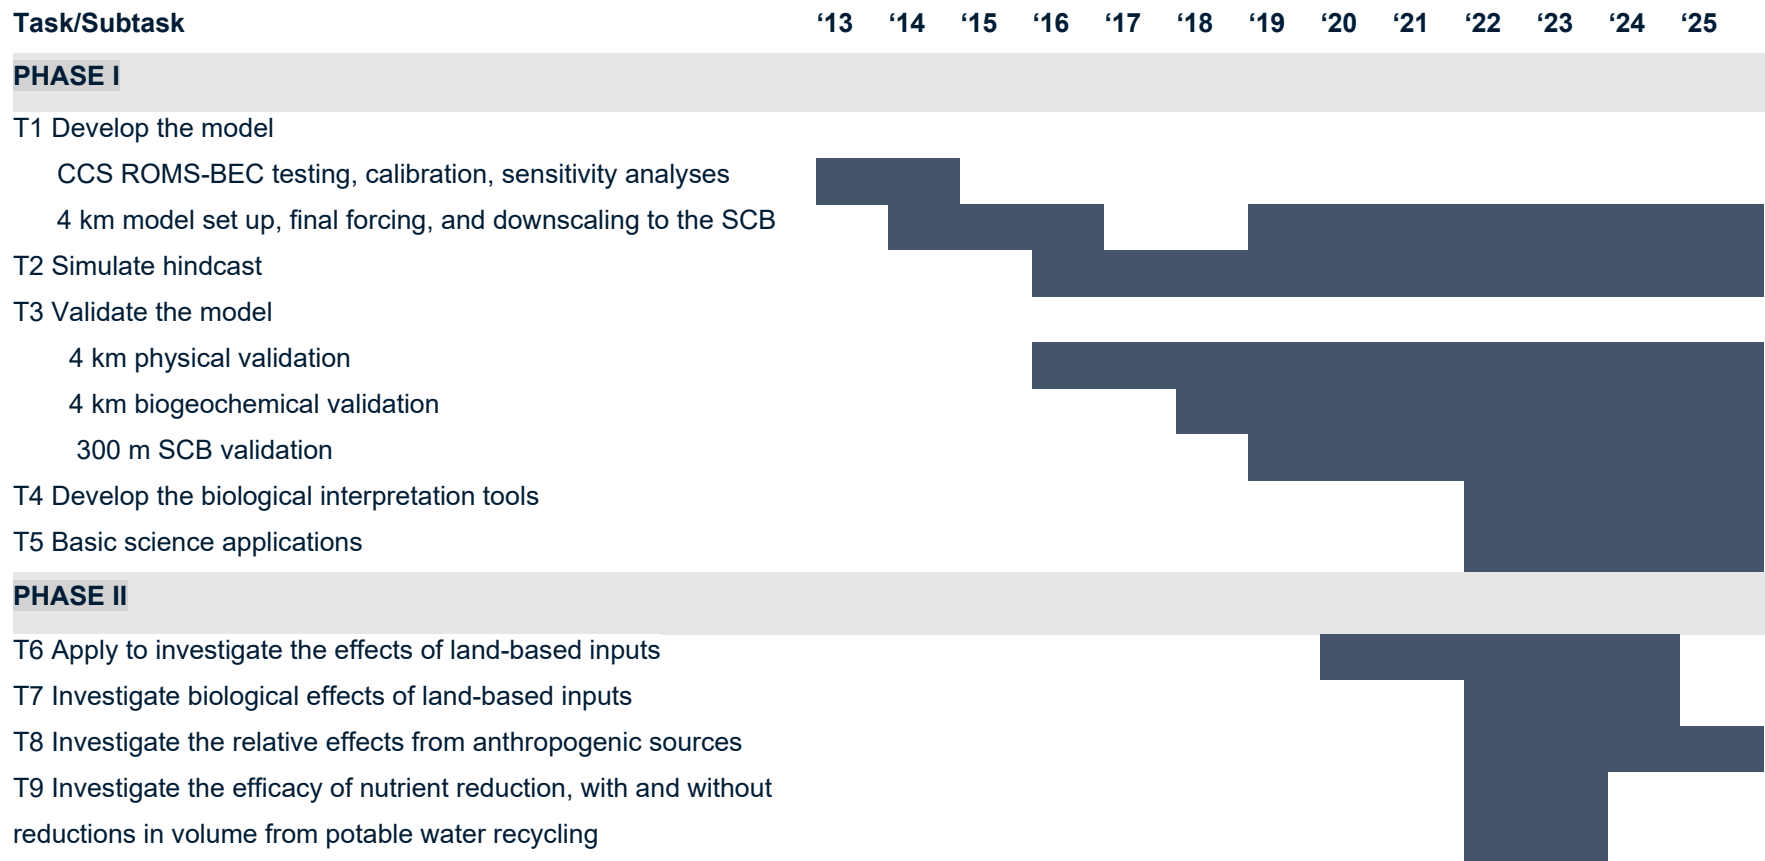 Task/Subtask ‘13 ‘14 ‘15 ‘16 ‘17 ‘18 ‘19 ‘20 ‘21 ‘22 ‘23 ‘24 ‘25
PHASE I
T1 Develop the model
CCS ROMS-BEC testing, calibration, sensitivity analyses
4 km model set up, final forcing, and downscaling to the SCB
T2 Simulate hindcast
T3 Validate the model
4 km physical validation
4 km biogeochemical validation
300 m SCB validation
T4 Develop the biological interpretation tools
T5 Basic science applications
PHASE II
T6 Apply to investigate the effects of land-based inputs
T7 Investigate biological effects of land-based inputs
T8 Investigate the relative effects from anthropogenic sources
T9 Investigate the efficacy of nutrient reduction, with and without
reductions in volume from potable water recycling